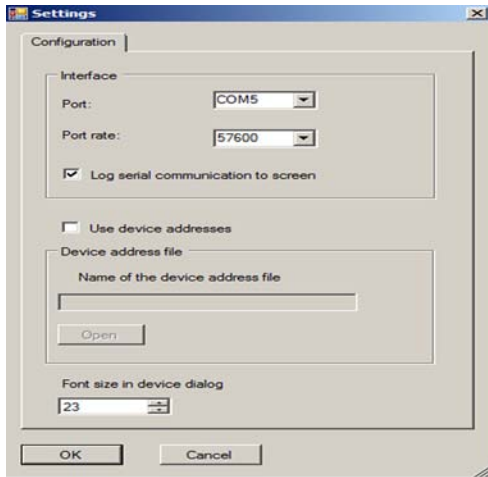 Settings
Configuration
Interface
Port:
COM5
Port rate:
57600
Log serial communication to screen
Use device addresses
Device address file
Name of the device address file
Open
Font size in device dialog
23
OK
Cancel